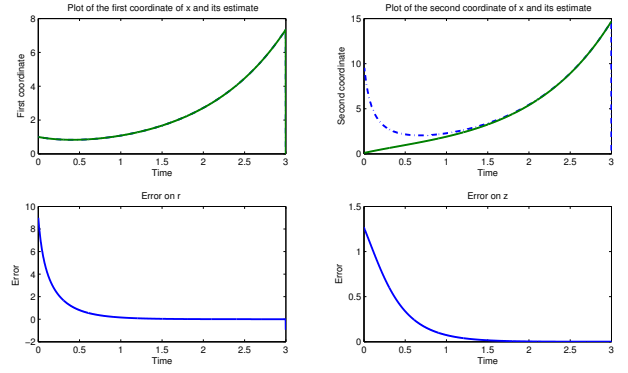 Plot of the first coordinate of x and its estimate
First coordinate
8
6
4
2
0
0 0.5 1 1.5 2 2.5 3
Time
Plot of the second coordinate of x and its estimate
Second coordinate
15
10
5
0
0 0.5 1 1.5 2 2.5 3
Time
Error on r
Error
10
8
6
4
2
0
−2
0 0.5 1 1.5 2 2.5 3
Time
Error on z
Error
1.5
1
0.5
0
0 0.5 1 1.5 2 2.5 3
Time